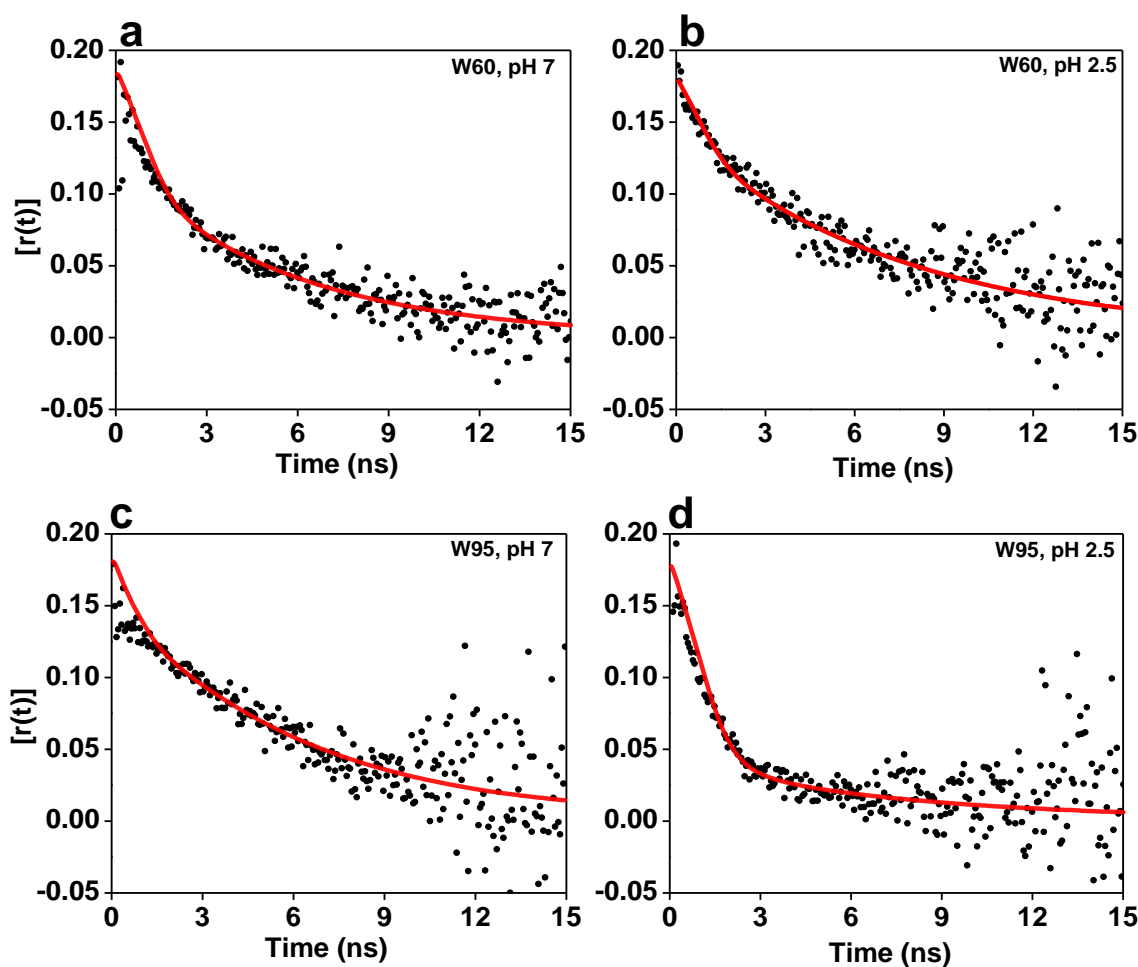 a
W60, pH 7
[r(t)]
0.20
0.15
0.10
0.05
0.00
-0.05
0 3 6 9 12 15
Time (ns)
b
W60, pH 2.5
0.20
0.15
0.10
0.05
0.00
-0.05
0 3 6 9 12 15
Time (ns)
c
W95, pH 7
[r(t)]
0.20
0.15
0.10
0.05
0.00
-0.05
0 3 6 9 12 15
Time (ns)
d
W95, pH 2.5
0.20
0.15
0.10
0.05
0.00
-0.05
0 3 6 9 12 15
Time (ns)